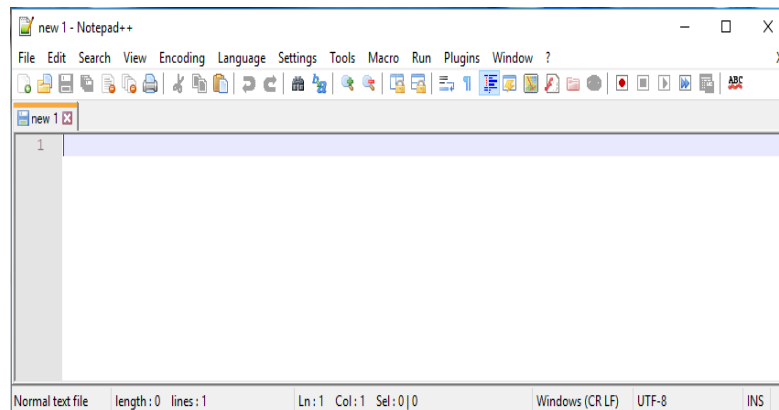 new 1 - Notepad++
File Edit Search View Encoding Language Settings Tools Macro Run Plugins Window ?
ABC
new 1
1
Normal text file length : 0 lines : 1 Ln : 1 Col : 1 Sel : 0 | 0 Windows (CR LF) UTF-8 INS